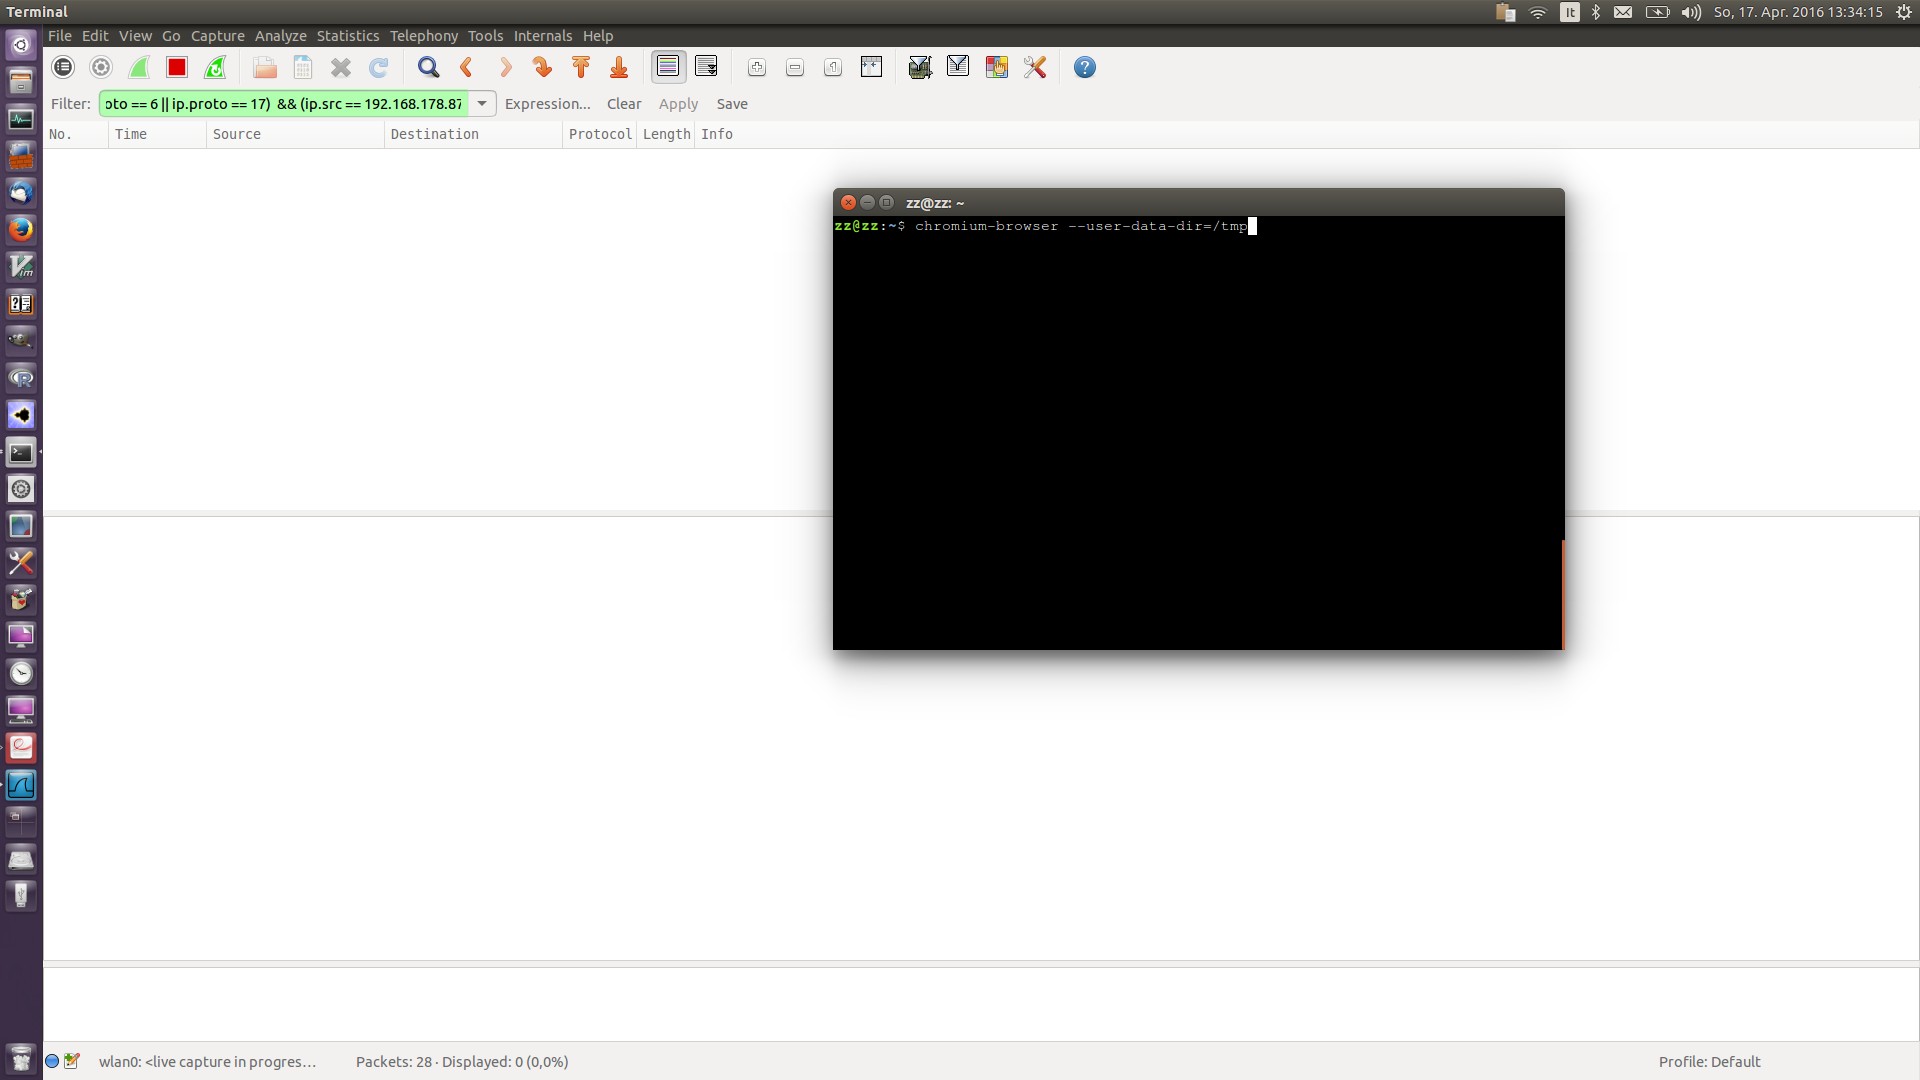 Terminal
It
So, 17. Apr. 2016 13:34:15
File Edit View Go Capture Analyze Statistics Telephony Tools Internals Help
Filter: oto == 6 || ip.proto == 17) && (ip.src == 192.168.178.87 Expression... Clear Apply Save
No. Time Source Destination Protocol Length Info
zz@zz: ~
zz@zz:~$ chromium-browser --user-data-dir=/tmp
Vim
R
wlan0: <live capture in progres… Packets: 28 · Displayed: 0 (0,0%) Profile: Default